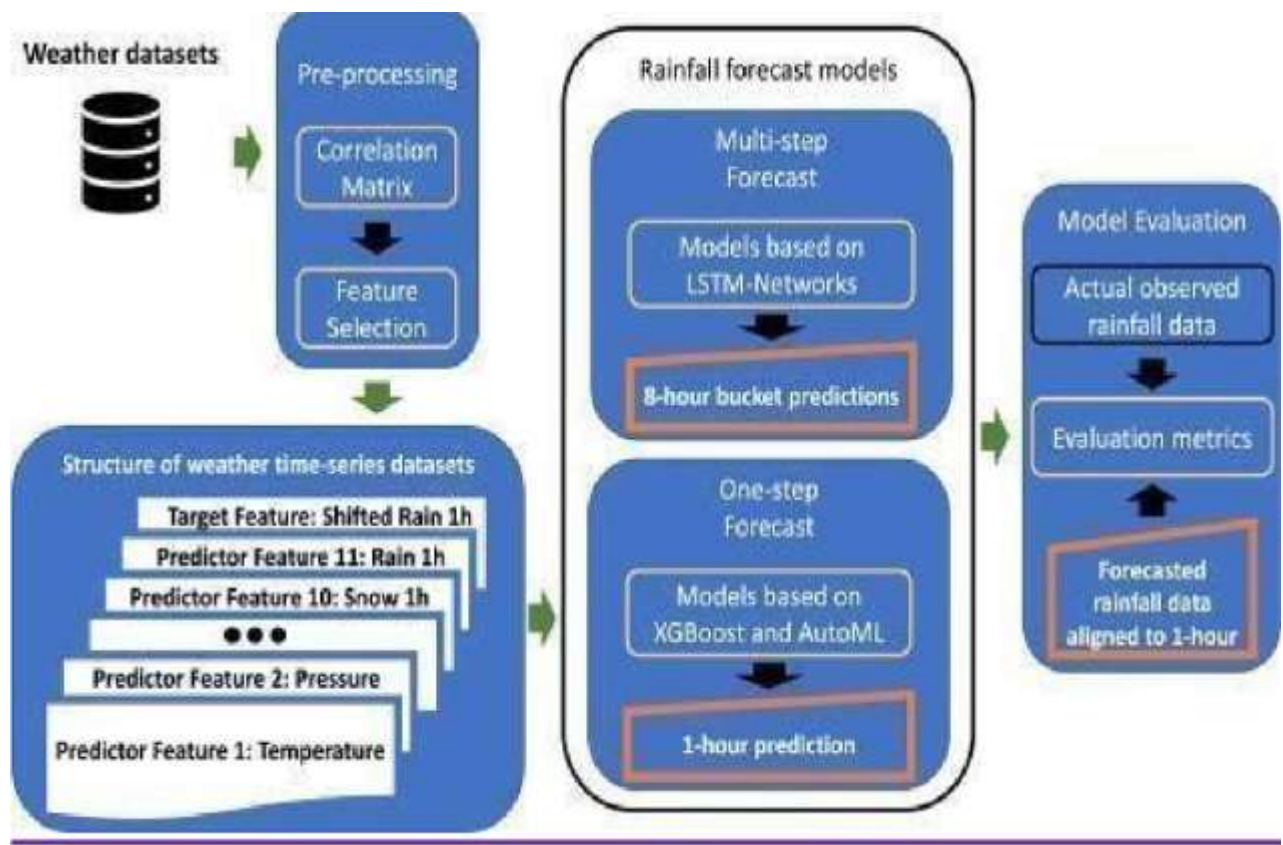 Weather datasets
Pre-processing
Correlation
Matrix
Feature
Selection
Structure of weather time-series datasets
Target Feature: Shifted Rain 1h
Predictor Feature 11: Rain 1h
Predictor Feature 10: Snow 1h
●●●
Predictor Feature 2: Pressure
Predictor Feature 1: Temperature
Rainfall forecast models
Multi-step
Forecast
Models based on
LSTM-Networks
8-hour bucket predictions
One-step
Forecast
Models based on
XGBoost and AutoML
1-hour prediction
Model Evaluation
Actual observed
rainfall data
Evaluation metrics
Forecasted
rainfall data
aligned to 1-hour